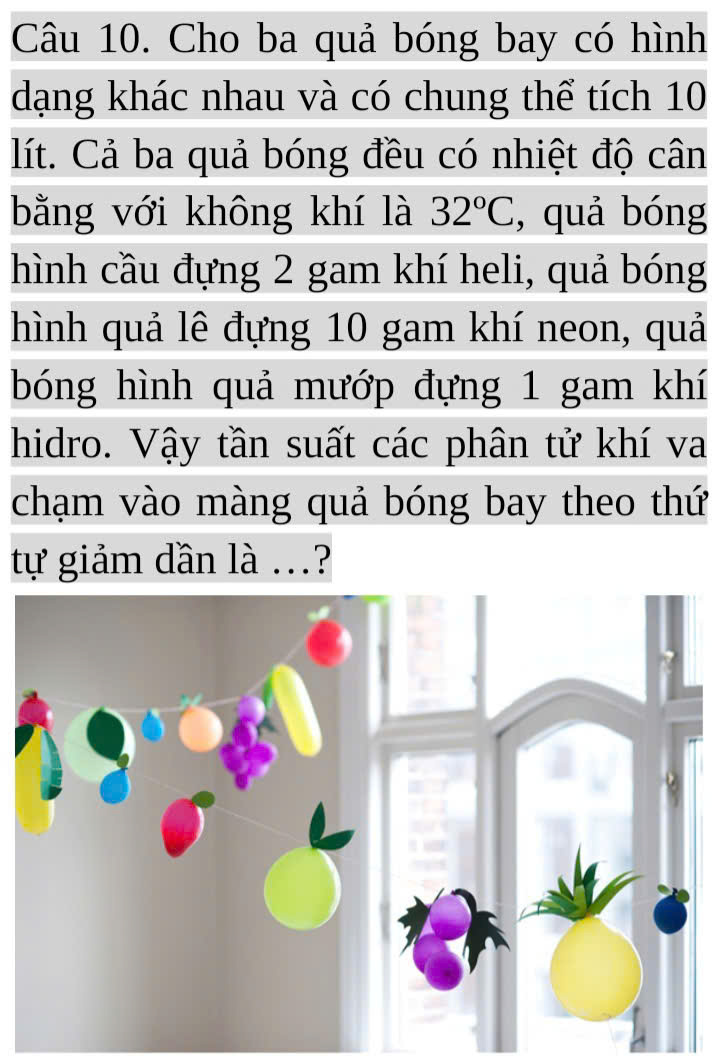 Câu 10. Cho ba quả bóng bay có hình
dạng khác nhau và có chung thể tích 10
lít. Cả ba quả bóng đều có nhiệt độ cân
bằng với không khí là 32ºC, quả bóng
hình cầu đựng 2 gam khí heli, quả bóng
hình quả lê đựng 10 gam khí neon, quả
bóng hình quả mướp đựng 1 gam khí
hidro. Vậy tần suất các phân tử khí va
chạm vào màng quả bóng bay theo thứ
tự giảm dần là …?